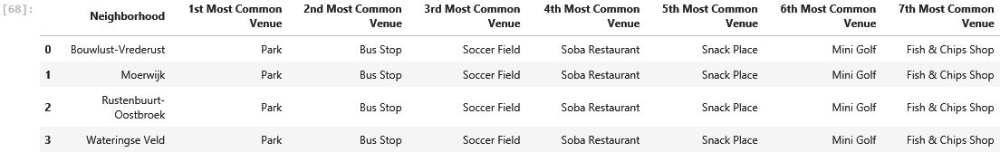 [68]:
Neighborhood 1st Most Common Venue 2nd Most Common Venue 3rd Most Common Venue 4th Most Common Venue 5th Most Common Venue 6th Most Common Venue 7th Most Common Venue
0 Bouwlust-Vrederust Park Bus Stop Soccer Field Soba Restaurant Snack Place Mini Golf Fish & Chips Shop
1 Moerwijk Park Bus Stop Soccer Field Soba Restaurant Snack Place Mini Golf Fish & Chips Shop
2 Rustenbuurt-Oostbroek Park Bus Stop Soccer Field Soba Restaurant Snack Place Mini Golf Fish & Chips Shop
3 Wateringse Veld Park Bus Stop Soccer Field Soba Restaurant Snack Place Mini Golf Fish & Chips Shop